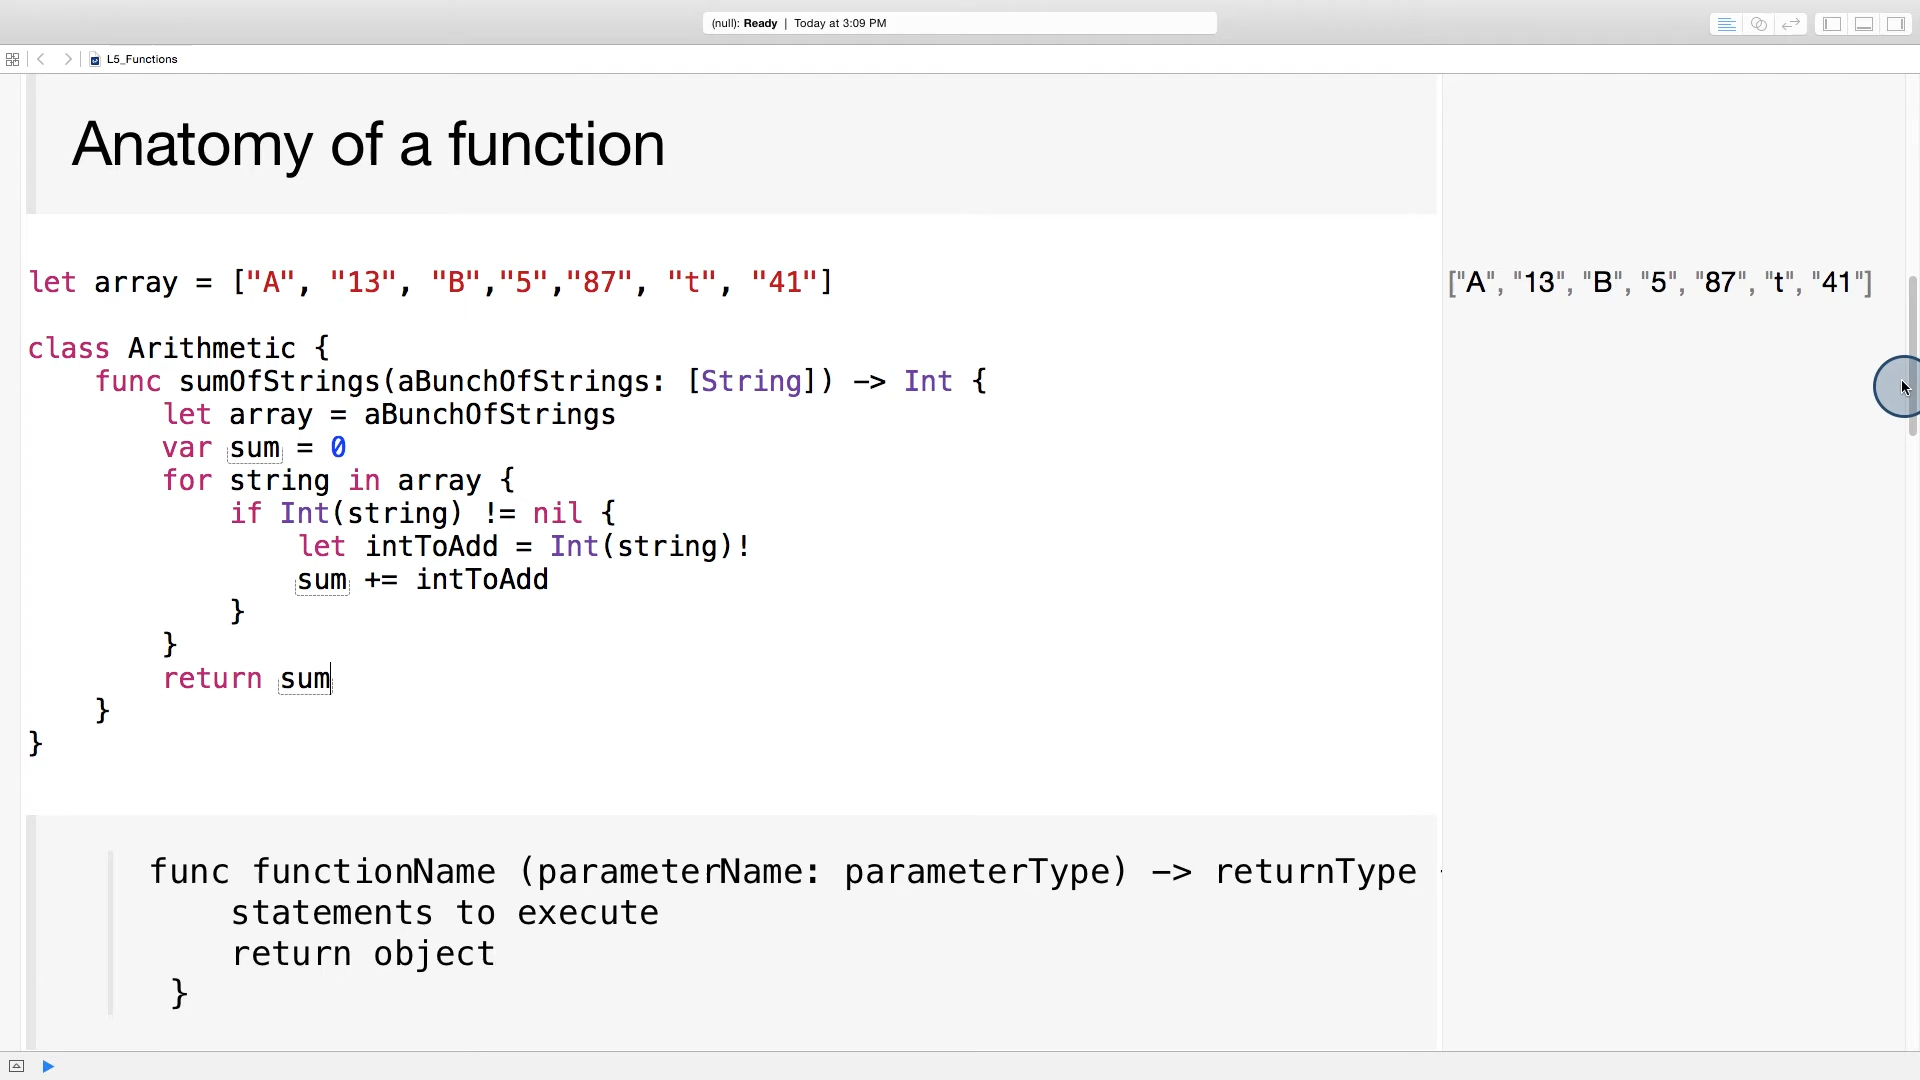 (null): Ready | Today at 3:09 PM
L5_Functions
Anatomy of a function
let array = ["A", "13", "B","5","87", "t", "41"]
["A", "13", "B", "5", "87", "t", "41"]
class Arithmetic {
    func sumOfStrings(aBunchOfStrings: [String]) -> Int {
        let array = aBunchOfStrings
        var sum = 0
        for string in array {
            if Int(string) != nil {
                let intToAdd = Int(string)!
                sum += intToAdd
            }
        }
        return sum
    }
}
func functionName (parameterName: parameterType) -> returnType
    statements to execute
    return object
}